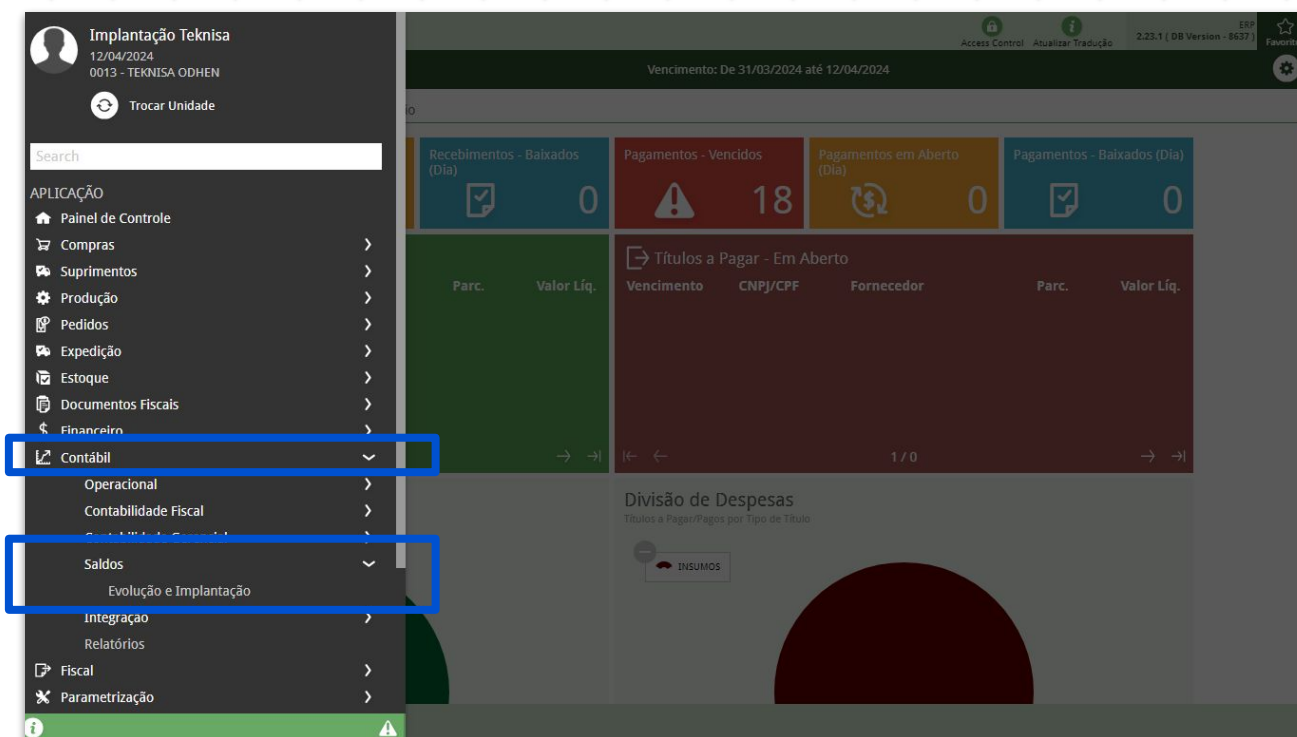 Implantação Teknisa
12/04/2024
0013 - TEKNISA ODHEN
Trocar Unidade
Search
APLICAÇÃO
Painel de Controle
Compras
Suprimentos
Produção
Pedidos
Expedição
Estoque
Documentos Fiscais
Financeiro
Contábil
Operacional
Contabilidade Fiscal
Contabilidade Gerencial
Saldos
Evolução e Implantação
Integração
Relatórios
Fiscal
Parametrização
Access Control
Atualizar Tradução
ERP
2.23.1 ( DB Version - 8637 )
Favorit
Vencimento: De 31/03/2024 até 12/04/2024
io
Recebimentos - Baixados (Dia)
0
Pagamentos - Vencidos
18
Pagamentos em Aberto (Dia)
0
Pagamentos - Baixados (Dia)
0
Parc. Valor Líq.
Títulos a Pagar - Em Aberto
Vencimento CNPJ/CPF Fornecedor Parc. Valor Líq.
1 / 0
Divisão de Despesas
Títulos a Pagar/Pagos por Tipo de Título
INSUMOS